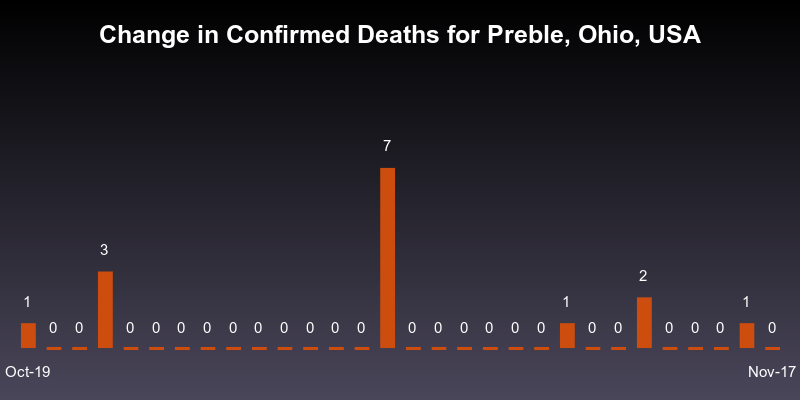 Change in Confirmed Deaths for Preble, Ohio, USA
7
3
2
1 0 0 0 0 0 0 0 0 0 0 0 0 0 0 0 0 0 0 1 0 0 0 0 0 1 0
Oct-19 Nov-17